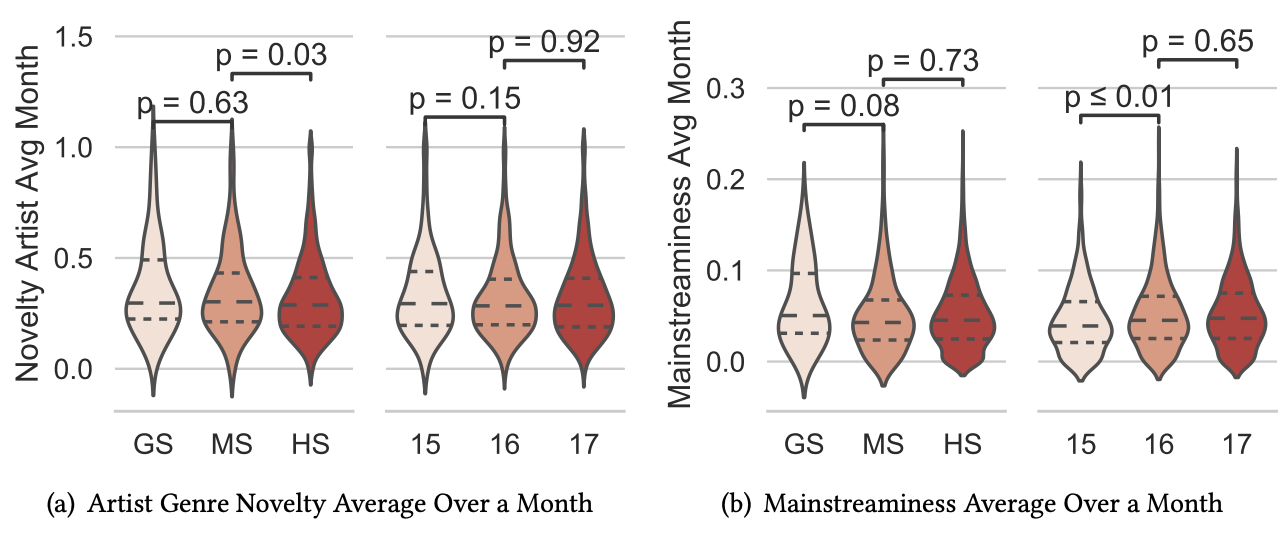 Novelty Artist Avg Month
1.5
1.0
0.5
0.0
p = 0.63
p = 0.03
p = 0.15
p = 0.92
GS MS HS
15 16 17
(a) Artist Genre Novelty Average Over a Month
Mainstreaminess Avg Month
0.3
0.2
0.1
0.0
p = 0.08
p = 0.73
p ≤ 0.01
p = 0.65
GS MS HS
15 16 17
(b) Mainstreaminess Average Over a Month